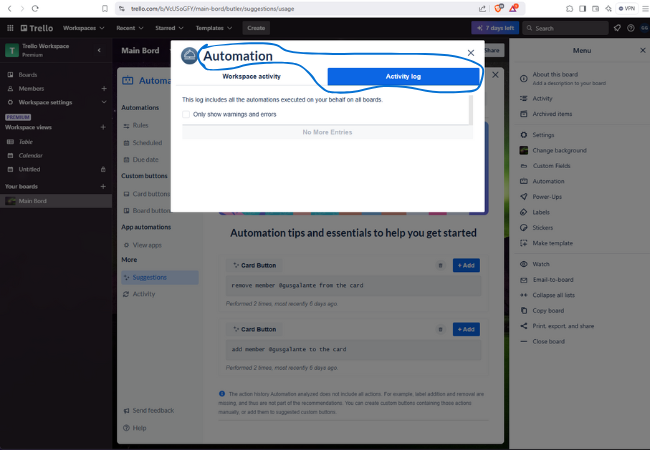 trello.com/b/VcUSoGFY/main-bord/butler/suggestions/usage
VPN
Trello
Workspaces
Recent
Starred
Templates
Create
7 days left
Search
Trello Workspace
Premium
Boards
Members
Workspace settings
PREMIUM
Workspace views
Table
Calendar
Untitled
Your boards
Main Bord
Main Bord
Share
Automation
Workspace activity
Activity log
This log includes all the automations executed on your behalf on all boards.
Only show warnings and errors
No More Entries
Automa
Automations
Rules
Scheduled
Due date
Custom buttons
Card buttons
Board buttons
App automations
View apps
More
Suggestions
Activity
Send feedback
Help
Automation tips and essentials to help you get started
Card Button
+ Add
remove member @gusgalante from the card
Performed 2 times, most recently 5 days ago.
Card Button
+ Add
add member @gusgalante to the card
Performed 2 times, most recently 5 days ago.
The action history Automation analyzed does not include all actions. For example, label addition and removal are
missing, and thus are not part of the recommendations. You can create custom buttons containing these actions
manually, or add them to suggested custom buttons.
Menu
About this board
Add a description to your board!
Activity
Archived items
Settings
Change background
Custom Fields
Automation
Power-Ups
Labels
Stickers
Make template
Watch
Email-to-board
Collapse all lists
Copy board
Print, export, and share
Close board